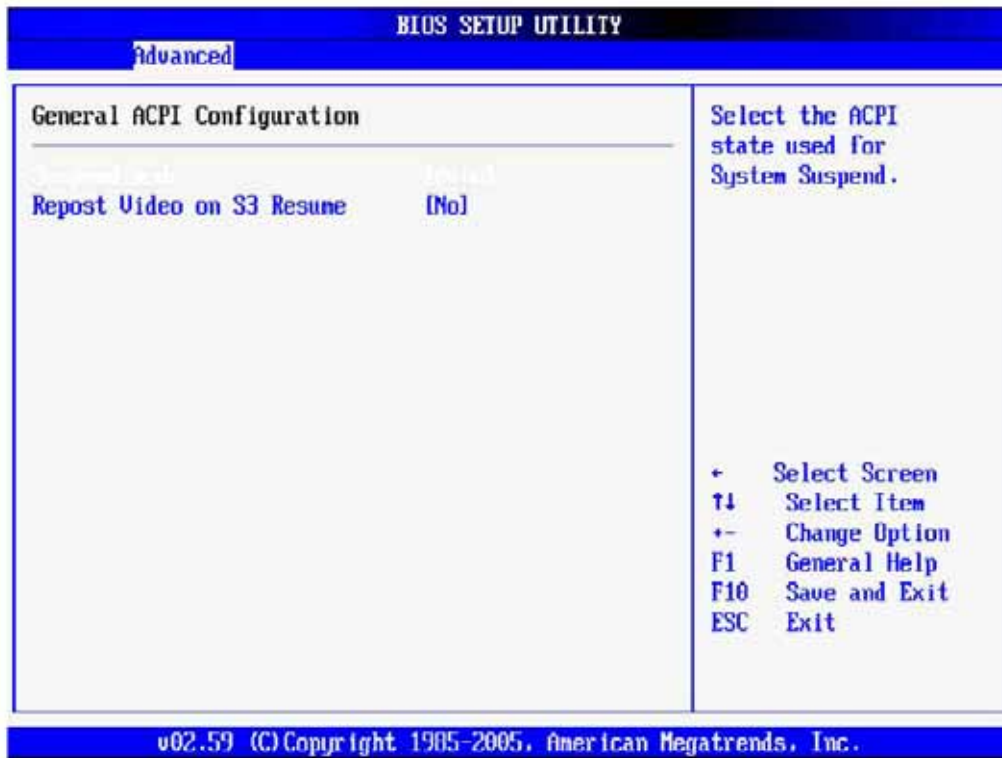 BIOS SETUP UTILITY
Advanced
General ACPI Configuration
Suspend mode
Repost Video on S3 Resume [No]
Select the ACPI
state used for
System Suspend.
← Select Screen
↑↓ Select Item
+- Change Option
F1 General Help
F10 Save and Exit
ESC Exit
v02.59 (C)Copyright 1985-2005, American Megatrends, Inc.